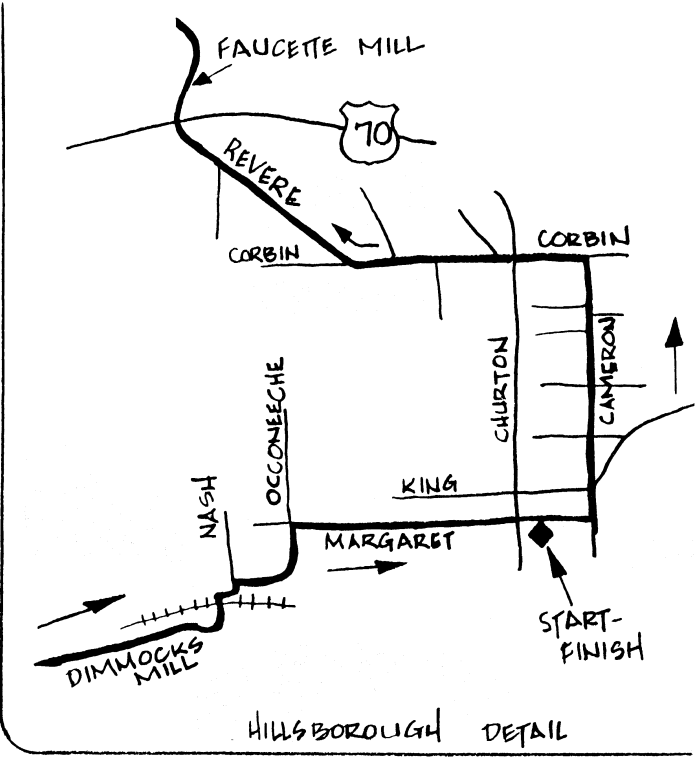 FAUCETTE MILL
70
REVERE
CORBIN
CORBIN
CHURTON
CAMERON
OCCONEECHE
NASH
KING
MARGARET
START-
FINISH
DIMMOCKS
MILL
HILLSBOROUGH DETAIL